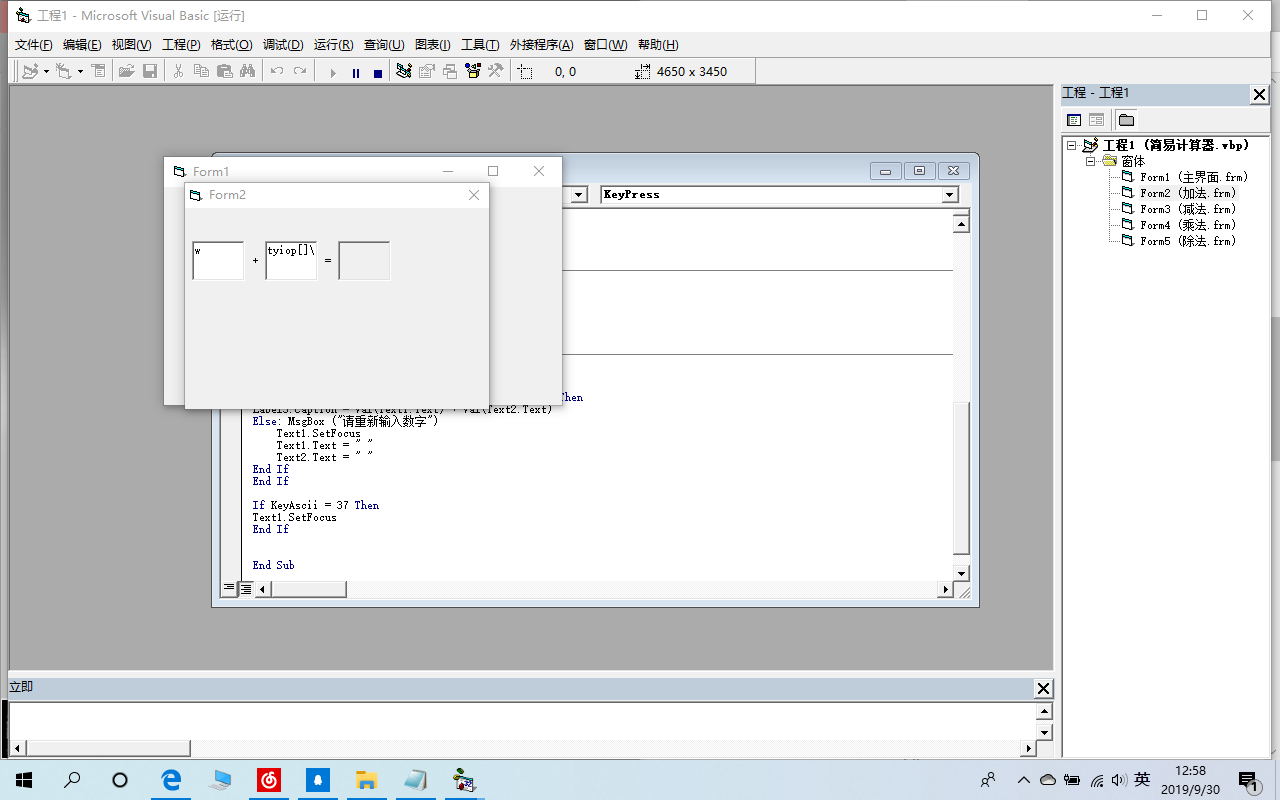 工程1 - Microsoft Visual Basic [运行]
文件(F) 编辑(E) 视图(V) 工程(P) 格式(O) 调试(D) 运行(R) 查询(U) 图表(I) 工具(T) 外接程序(A) 窗口(W) 帮助(H)
0, 0 4650 x 3450
工程 - 工程1
工程1 (简易计算器.vbp)
窗体
Form1 (主界面.frm)
Form2 (加法.frm)
Form3 (减法.frm)
Form4 (乘法.frm)
Form5 (除法.frm)
Form1
Form2
KeyPress
w + tyiop[]\ =
Then
Label3.Caption = Val(Text1.Text) + Val(Text2.Text)
Else: MsgBox ("请重新输入数字")
Text1.SetFocus
Text1.Text = " "
Text2.Text = " "
End If
End If
If KeyAscii = 37 Then
Text1.SetFocus
End If
End Sub
立即
英
12:58
2019/9/30
1